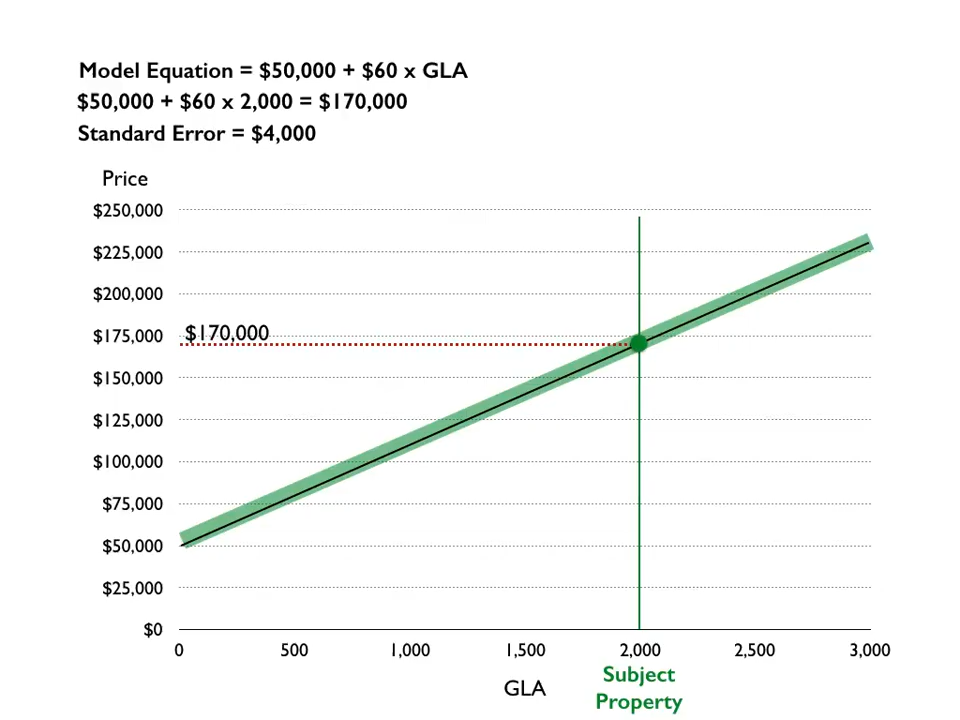 Model Equation = $50,000 + $60 x GLA
$50,000 + $60 x 2,000 = $170,000
Standard Error = $4,000
Price
$250,000
$225,000
$200,000
$175,000
$170,000
$150,000
$125,000
$100,000
$75,000
$50,000
$25,000
$0
0 500 1,000 1,500 2,000 2,500 3,000
Subject
Property
GLA